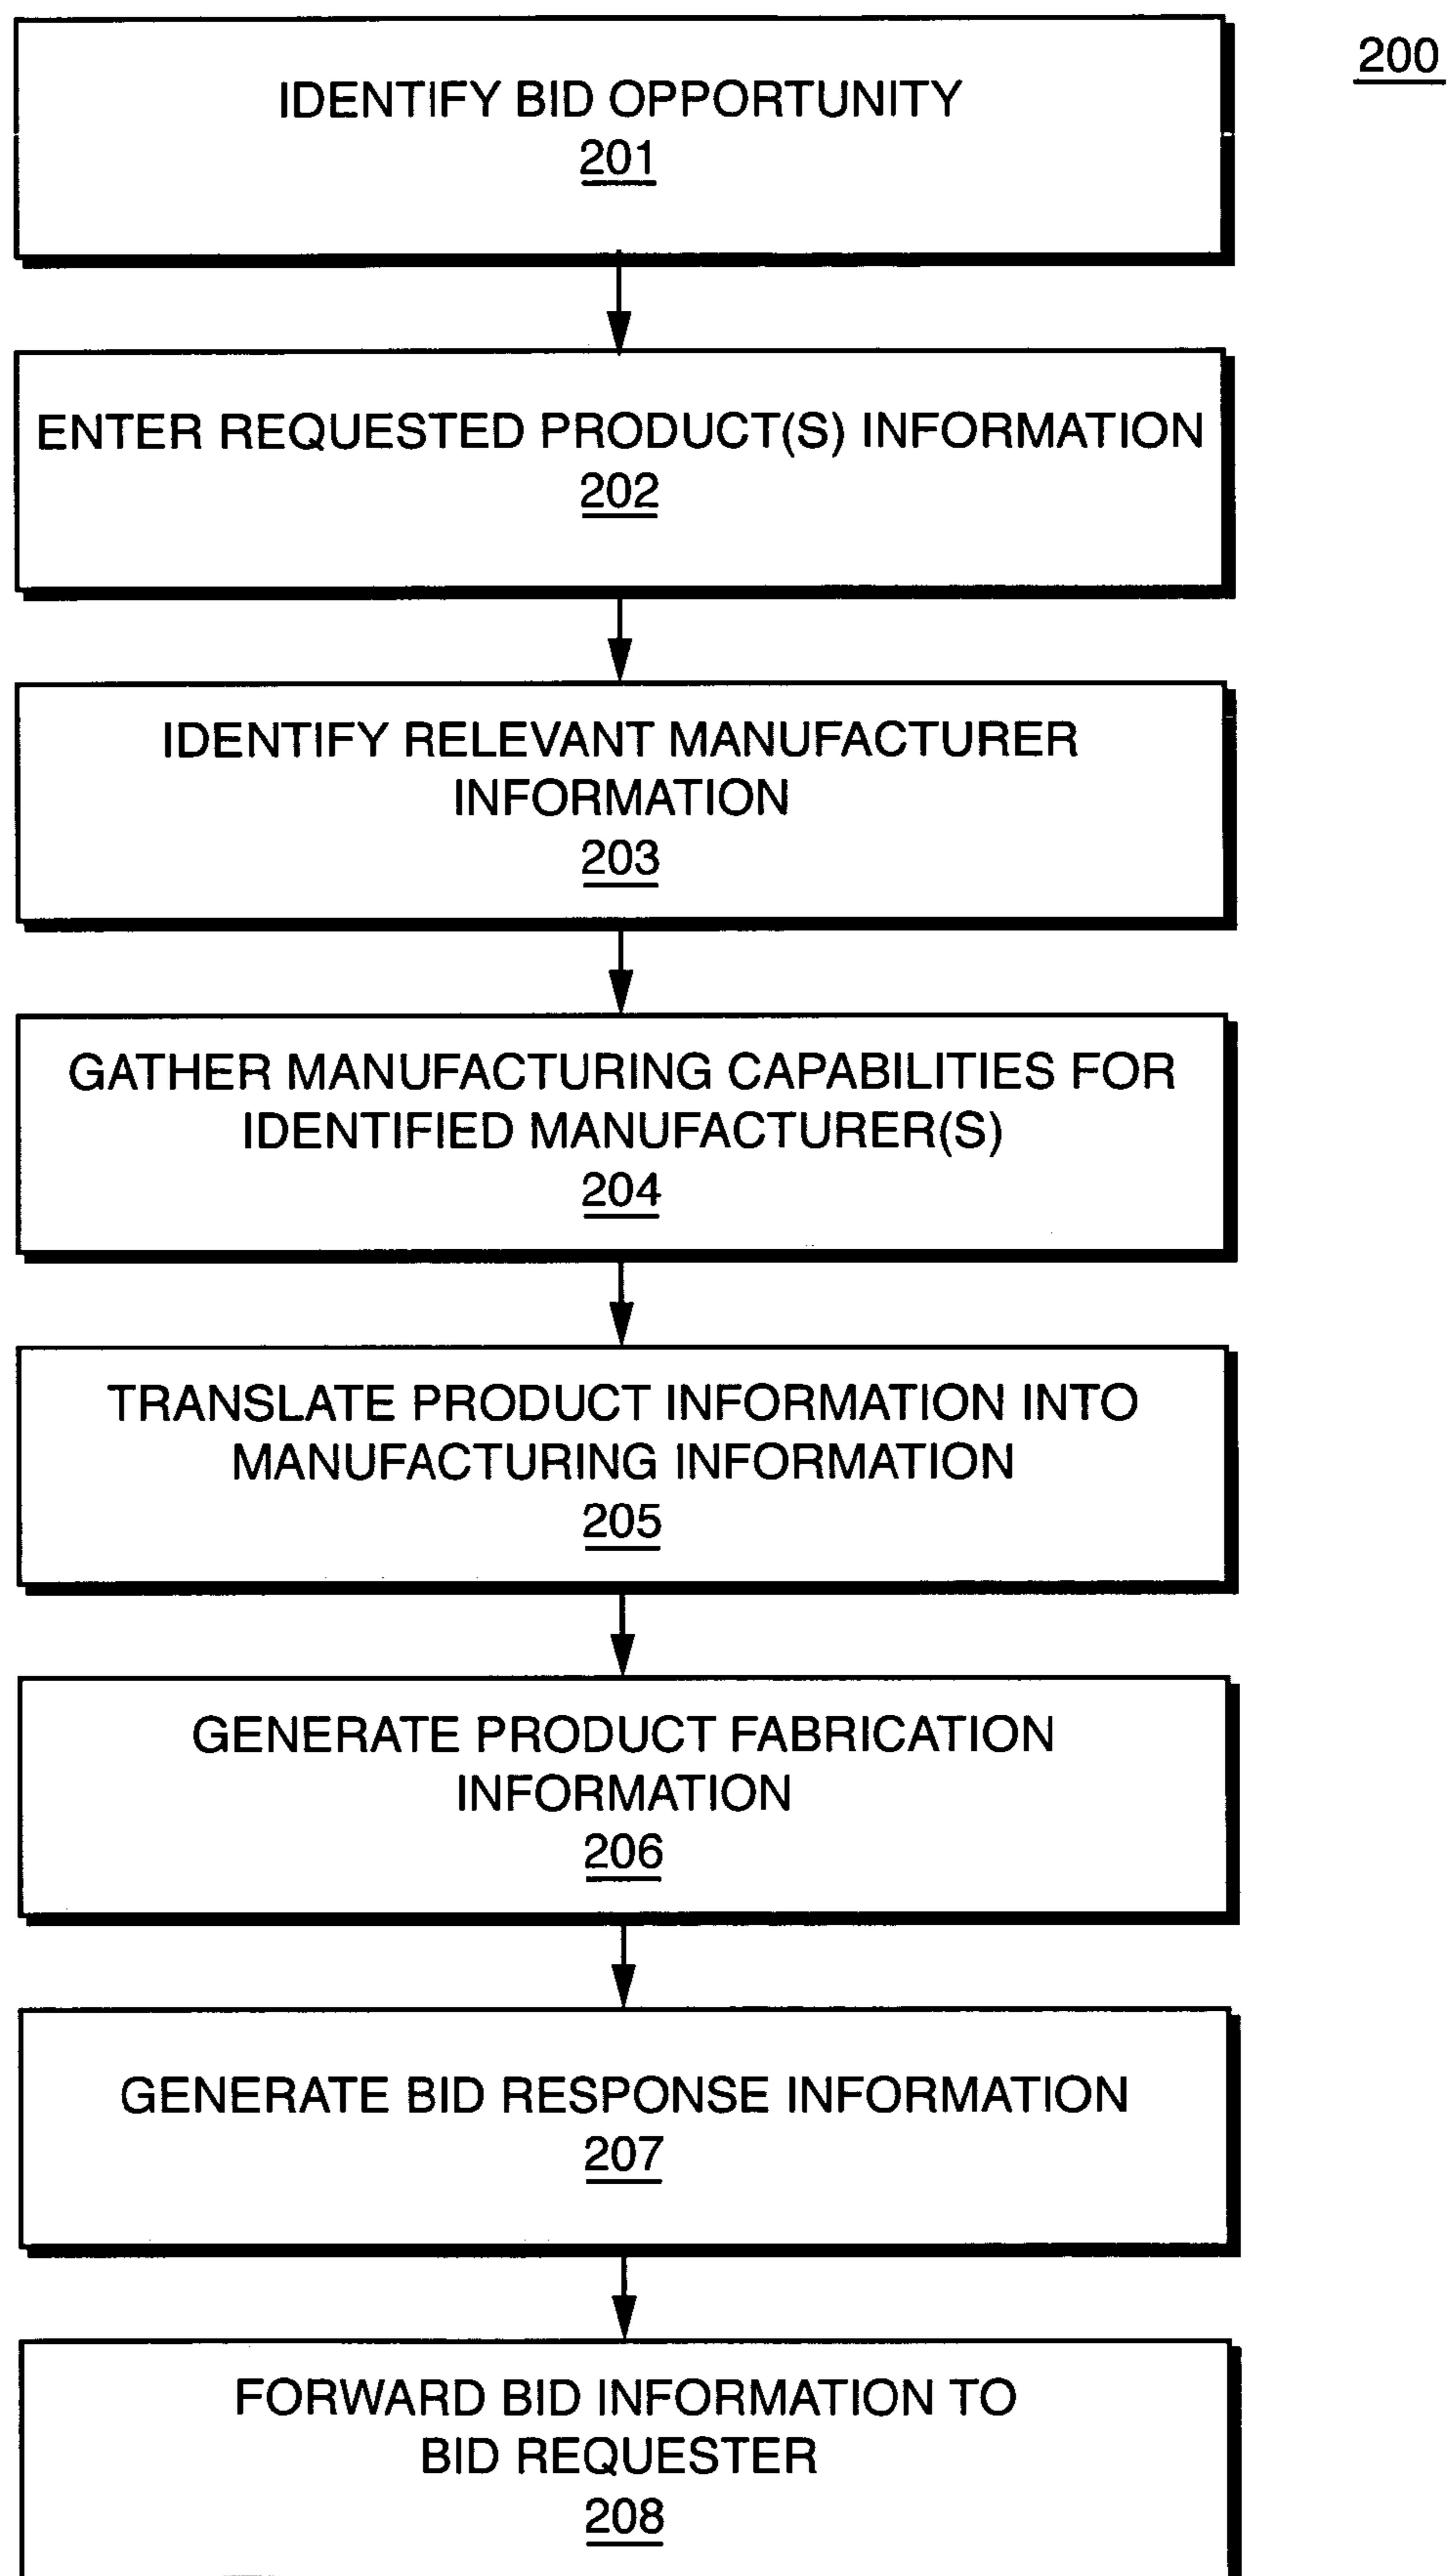 200
IDENTIFY BID OPPORTUNITY
201
ENTER REQUESTED PRODUCT(S) INFORMATION
202
IDENTIFY RELEVANT MANUFACTURER
INFORMATION
203
GATHER MANUFACTURING CAPABILITIES FOR
IDENTIFIED MANUFACTURER(S)
204
TRANSLATE PRODUCT INFORMATION INTO
MANUFACTURING INFORMATION
205
GENERATE PRODUCT FABRICATION
INFORMATION
206
GENERATE BID RESPONSE INFORMATION
207
FORWARD BID INFORMATION TO
BID REQUESTER
208